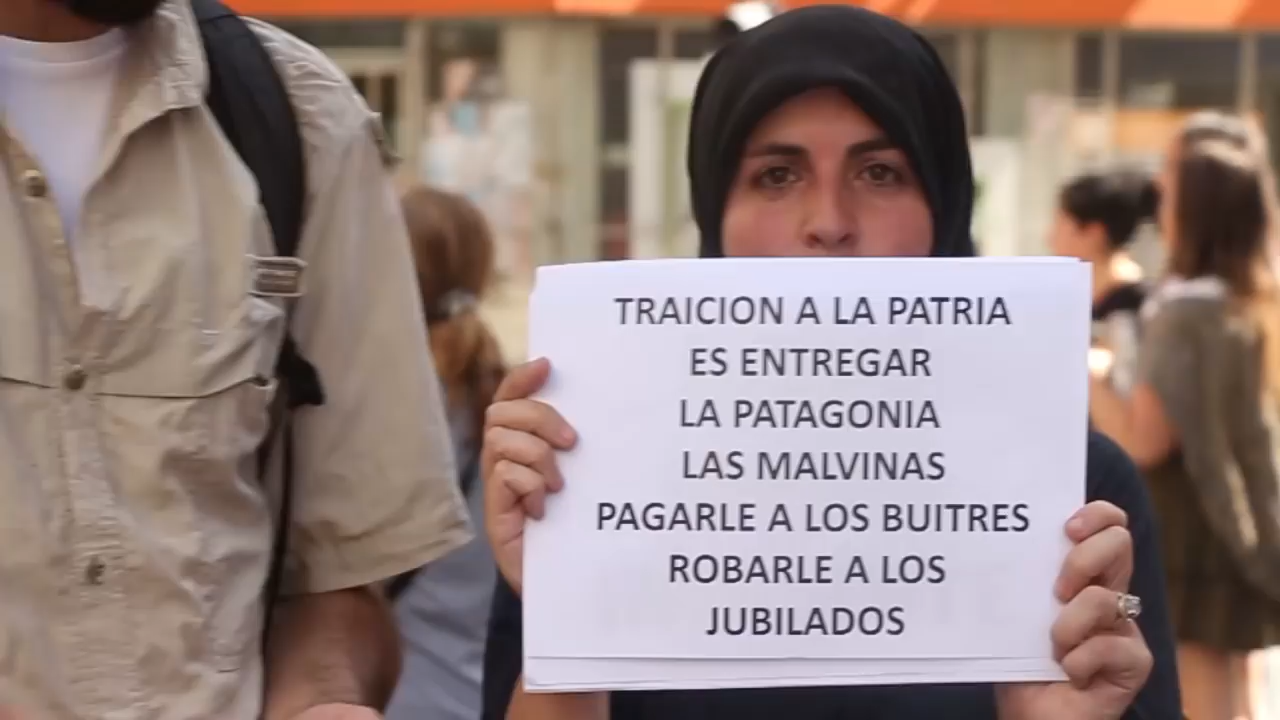 TRAICION A LA PATRIA
ES ENTREGAR
LA PATAGONIA
LAS MALVINAS
PAGARLE A LOS BUITRES
ROBARLE A LOS
JUBILADOS